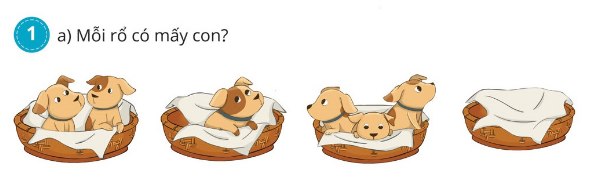 1 a) Mỗi rổ có mấy con?